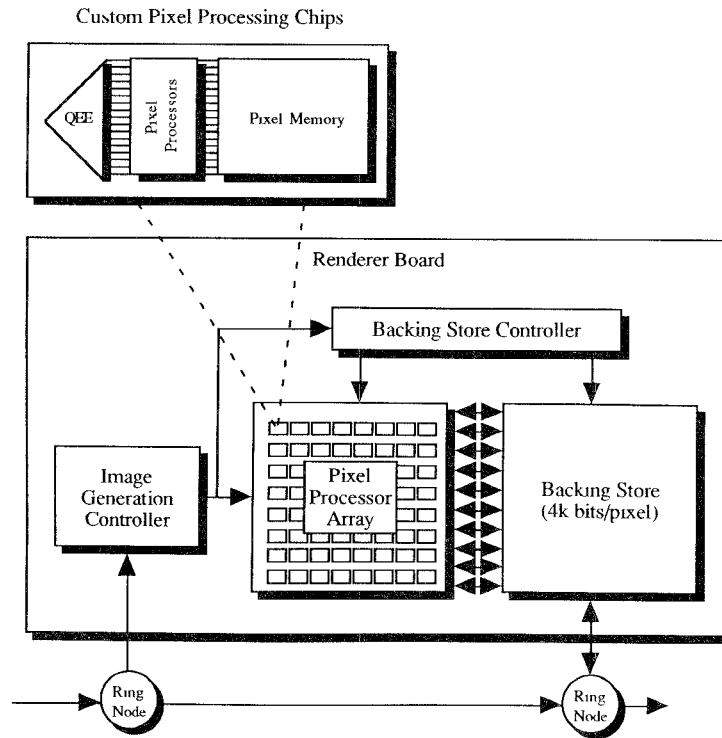 Custom Pixel Processing Chips
QEE
Pixel
Processors
Pixel Memory
Renderer Board
Backing Store Controller
Image
Generation
Controller
Pixel
Processor
Array
Backing Store
(4k bits/pixel)
Ring
Node
Ring
Node